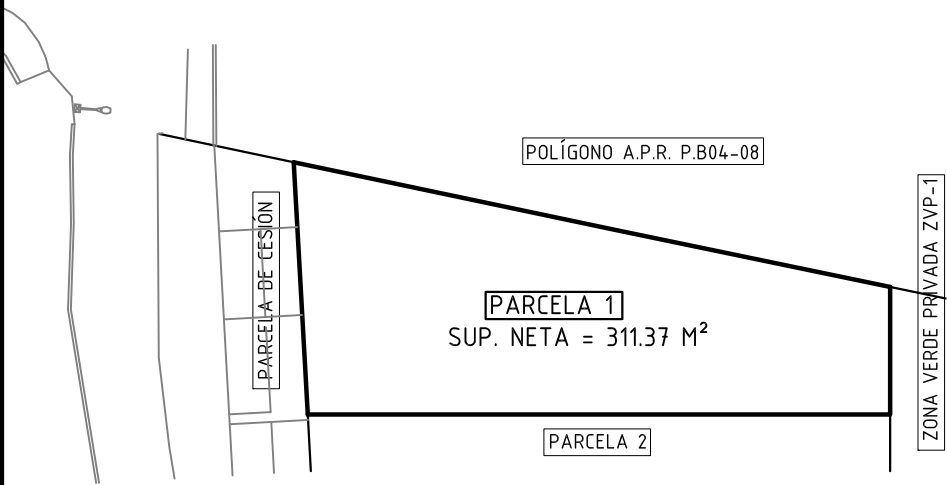 POLÍGONO A.P.R. P.B04-08
PARCELA DE CESIÓN
ZONA VERDE PRIVADA ZVP-1
PARCELA 1
SUP. NETA = 311.37 M²
PARCELA 2